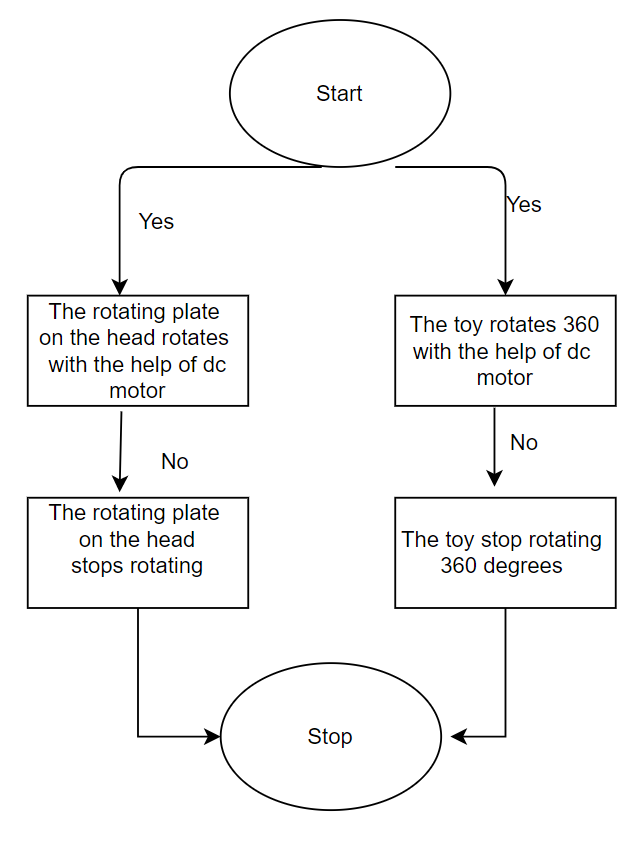 Start
Yes
Yes
The rotating plate
on the head rotates
with the help of dc
motor
The toy rotates 360
with the help of dc
motor
No
No
The rotating plate
on the head
stops rotating
The toy stop rotating
360 degrees
Stop